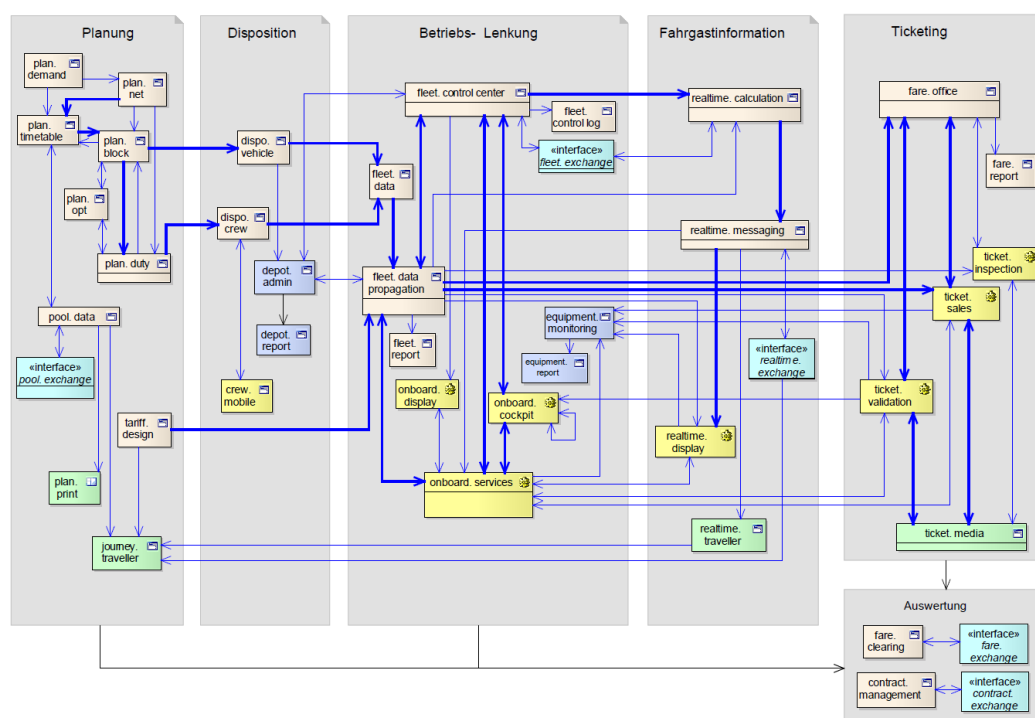 Planung
plan.
demand
plan.
net
plan.
timetable
plan.
block
plan.
opt
plan. duty
pool. data
«interface»
pool. exchange
tariff.
design
plan.
print
journey.
traveller
Disposition
dispo.
vehicle
dispo.
crew
depot.
admin
depot.
report
crew.
mobile
Betriebs- Lenkung
fleet. control center
fleet.
control log
«interface»
fleet. exchange
fleet.
data
fleet. data
propagation
fleet.
report
equipment.
monitoring
equipment.
report
onboard.
display
onboard.
cockpit
onboard. services
Fahrgastinformation
realtime. calculation
realtime. messaging
«interface»
realtime.
exchange
realtime.
display
realtime.
traveller
Ticketing
fare. office
fare.
report
ticket.
inspection
ticket.
sales
ticket.
validation
ticket. media
Auswertung
fare.
clearing
«interface»
fare.
exchange
contract.
management
«interface»
contract.
exchange